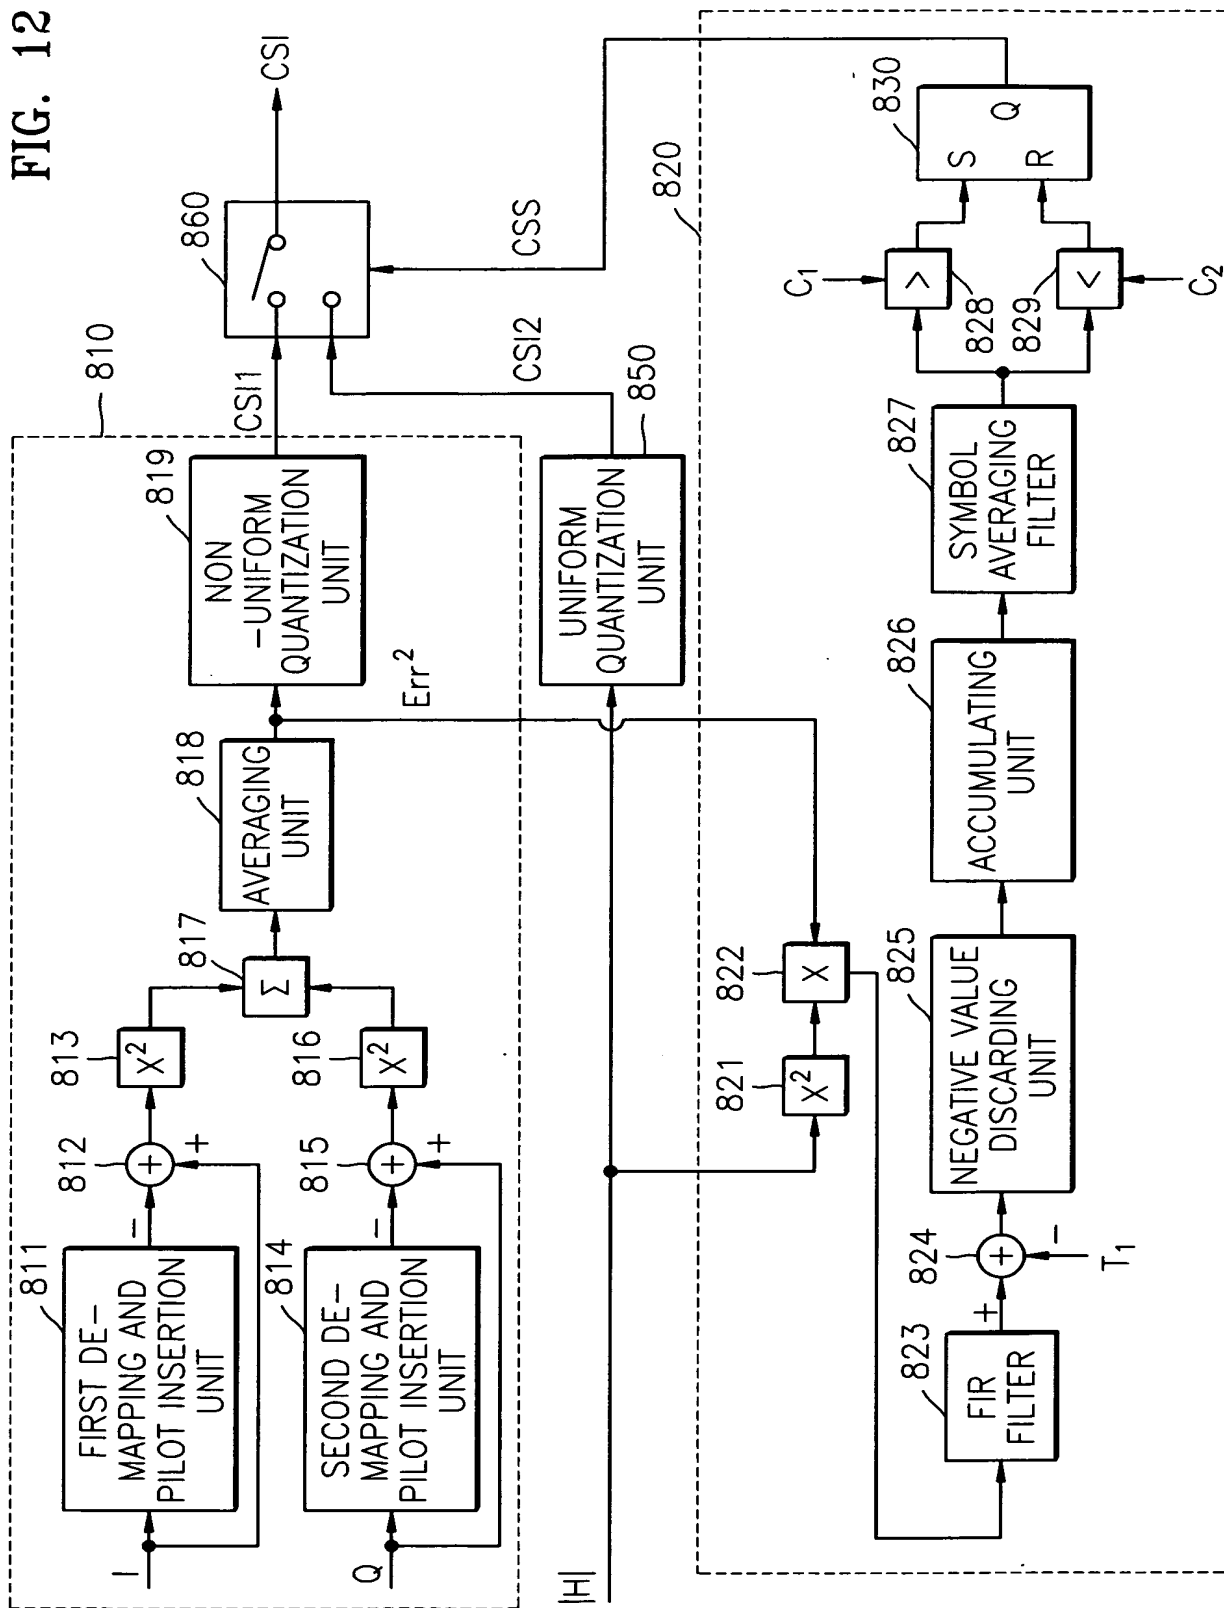 FIG. 12
810
I
811
FIRST DE-
MAPPING AND
PILOT INSERTION
UNIT
-
812
+
+
813
X²
817
Σ
818
AVERAGING
UNIT
819
NON
-UNIFORM
QUANTIZATION
UNIT
CSI1
860
CSI
Q
814
SECOND DE-
MAPPING AND
PILOT INSERTION
UNIT
-
815
+
+
816
X²
Err²
CSI2
CSS
|H|
UNIFORM
QUANTIZATION
UNIT
850
820
821
X²
822
X
823
FIR
FILTER
+
824
+
-
T₁
825
NEGATIVE VALUE
DISCARDING
UNIT
826
ACCUMULATING
UNIT
827
SYMBOL
AVERAGING
FILTER
C₁
>
828
829
<
C₂
830
S
R
Q